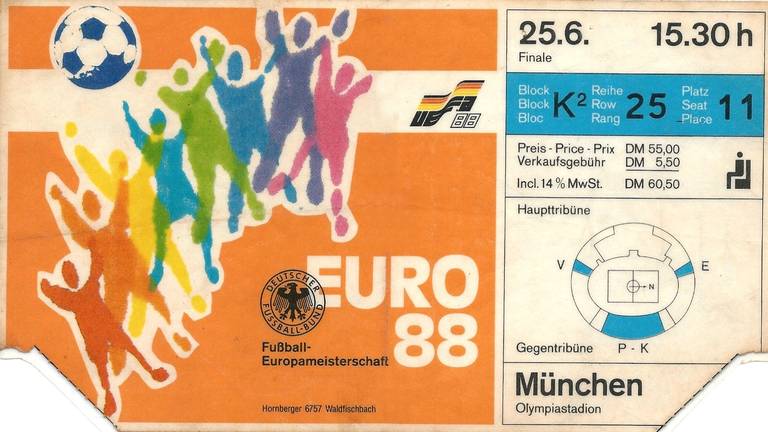 UEFA 88
DEUTSCHER FUSSBALL-BUND
EURO
88
Fußball-
Europameisterschaft
Hornberger 6757 Waldfischbach
25.6. 15.30 h
Finale
Block Reihe Platz
Block K2 Row 25 Seat 11
Bloc Rang Place
Preis - Price - Prix DM 55,00
Verkaufsgebühr DM 5,50
Incl. 14 % MwSt. DM 60,50
Haupttribüne
V E
N
Gegentribüne P - K
München
Olympiastadion